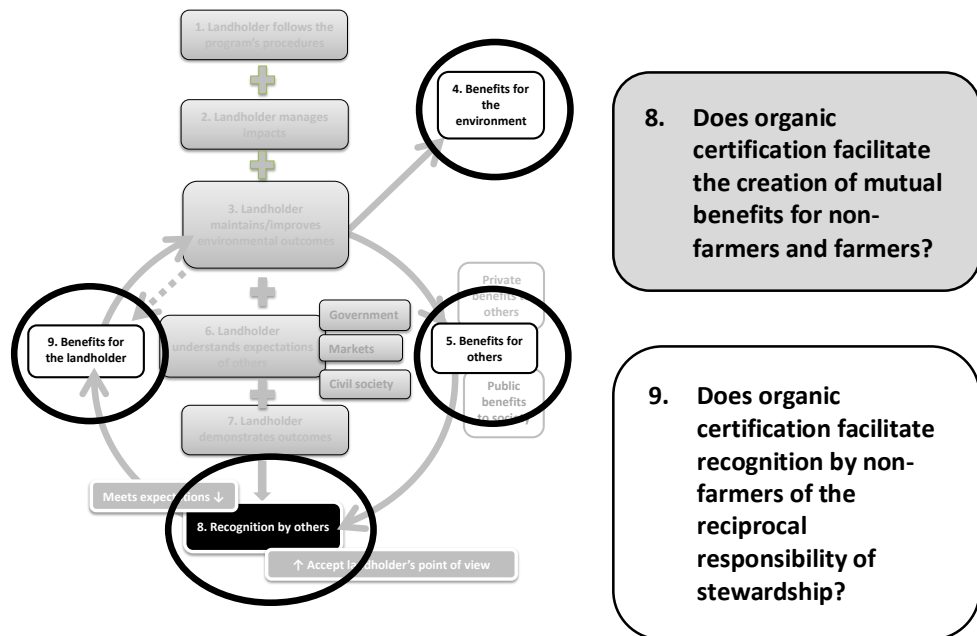 1. Landholder follows the
program's procedures
2. Landholder manages
impacts
3. Landholder
maintains/improves
environmental outcomes
4. Benefits for
the
environment
Private
benefits
others
Government
Markets
Civil society
5. Benefits for
others
6. Landholder
understands expectations
of others
9. Benefits for
the landholder
Public
benefits
to society
7. Landholder
demonstrates outcomes
Meets expectations ↓
8. Recognition by others
↑ Accept landholder's point of view
8. Does organic
certification facilitate
the creation of mutual
benefits for non-
farmers and farmers?
9. Does organic
certification facilitate
recognition by non-
farmers of the
reciprocal
responsibility of
stewardship?